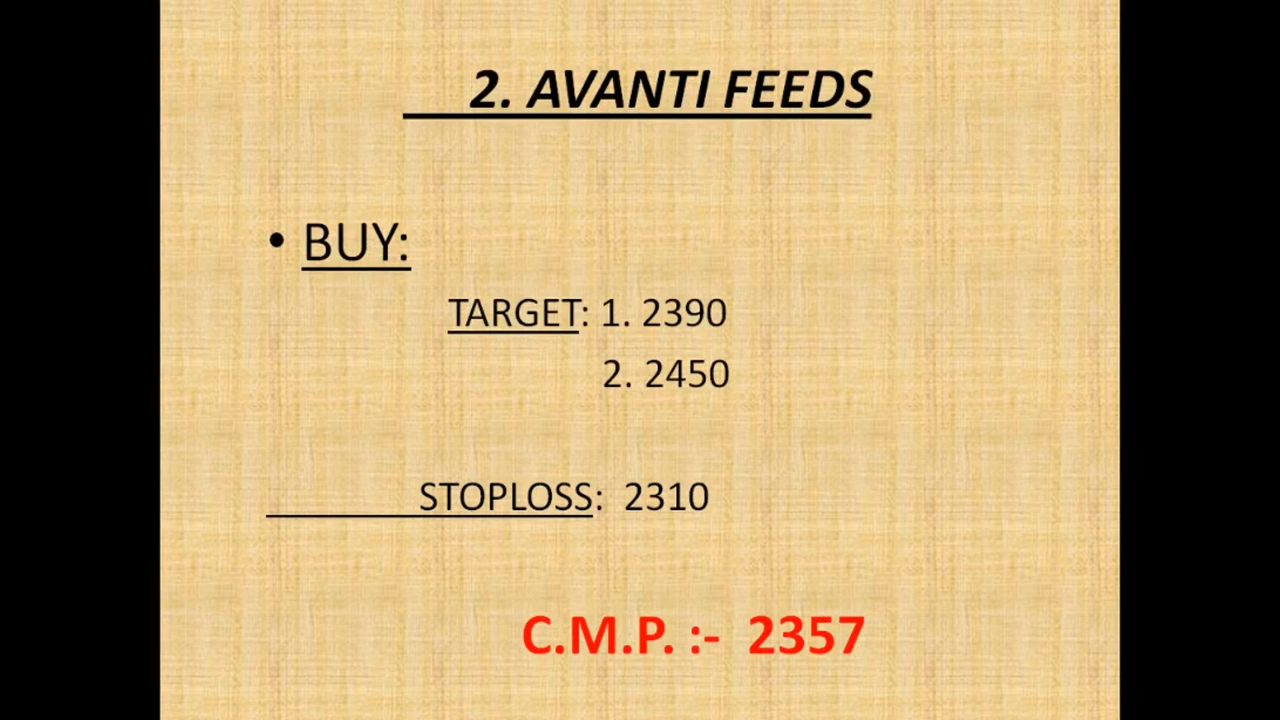 2. AVANTI FEEDS
• BUY:
TARGET: 1. 2390
2. 2450
STOPLOSS: 2310
C.M.P. :- 2357